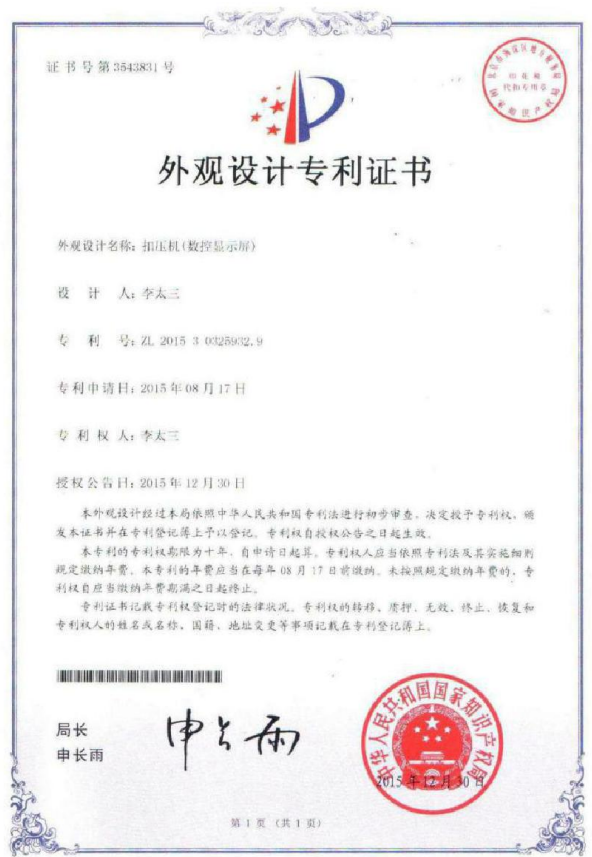 证书号第3543831号
印花税
代扣专用章
外观设计专利证书
外观设计名称：扣压机(数控显示屏)
设计人：李太三
专利号：ZL 2015 3 0325932.9
专利申请日：2015年08月17日
专利权人：李太三
授权公告日：2015年12月30日
本外观设计经过本局依照中华人民共和国专利法进行初步审查，决定授予专利权，颁
发本证书并在专利登记簿上予以登记。专利权自授权公告之日起生效。
本专利的专利权期限为十年，自申请日起算。专利权人应当依照专利法及其实施细则
规定缴纳年费。本专利的年费应当在每年08月17日前缴纳。未按照规定缴纳年费的，专
利权自应当缴纳年费期满之日起终止。
专利证书记载专利权登记时的法律状况。专利权的转移、质押、无效、终止、恢复和
专利权人的姓名或名称、国籍、地址变更等事项记载在专利登记簿上。
局长
申长雨
申长雨
中华人民共和国国家知识产权局
2015年12月30日
第1页（共1页）